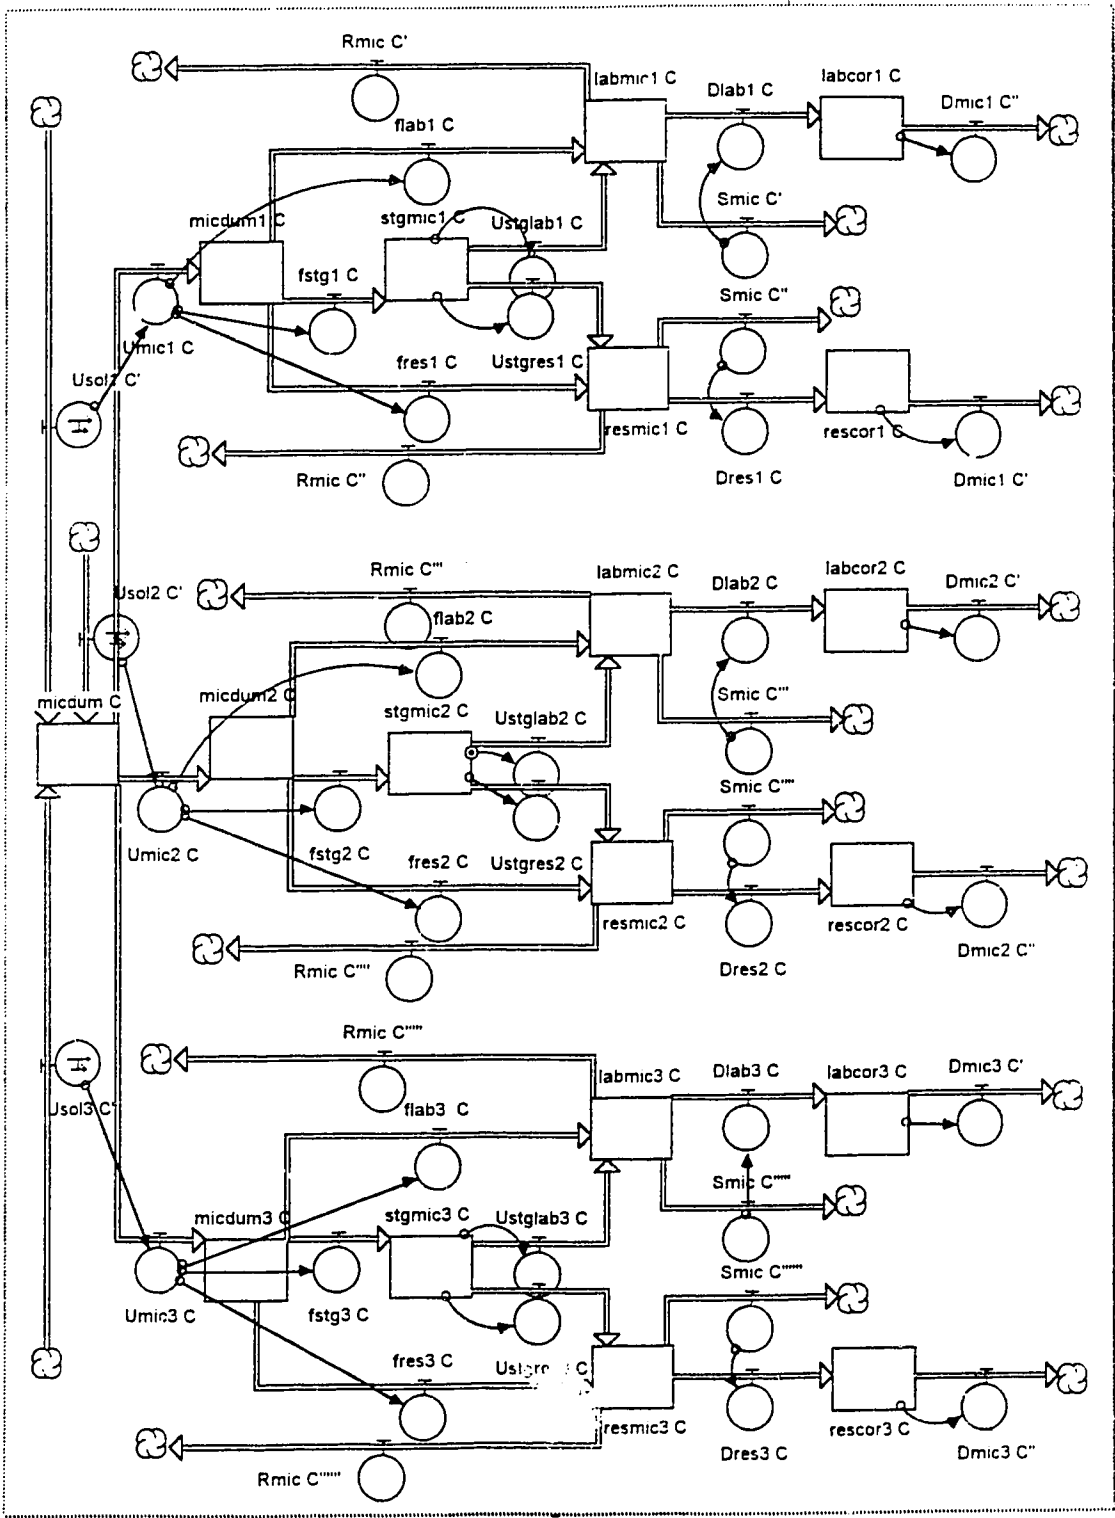 Rmic C'
labmic1 C
Dlab1 C
labcor1 C
Dmic1 C"
flab1 C
micdum1 C
stgmic1 C
Ustglab1 C
Smic C'
fstg1 C
Smic C"
Umic1 C
Usol1 C'
fres1 C
Ustgres1 C
resmic1 C
rescor1 C
Rmic C"
Dres1 C
Dmic1 C'
Usol2 C'
Rmic C'''
labmic2 C
Dlab2 C
labcor2 C
Dmic2 C'
flab2 C
micdum C
micdum2 C
stgmic2 C
Ustglab2 C
Smic C'''
Smic C''''
Umic2 C
fstg2 C
fres2 C
Ustgres2 C
resmic2 C
rescor2 C
Rmic C''''
Dres2 C
Dmic2 C"
Rmic C'''''
labmic3 C
Dlab3 C
labcor3 C
Dmic3 C'
Usol3 C'
flab3 C
Smic C'''''
micdum3 C
stgmic3 C
Ustglab3 C
Smic C''''''
Umic3 C
fstg3 C
fres3 C
resmic3 C
rescor3 C
Rmic C''''''
Dres3 C
Dmic3 C"